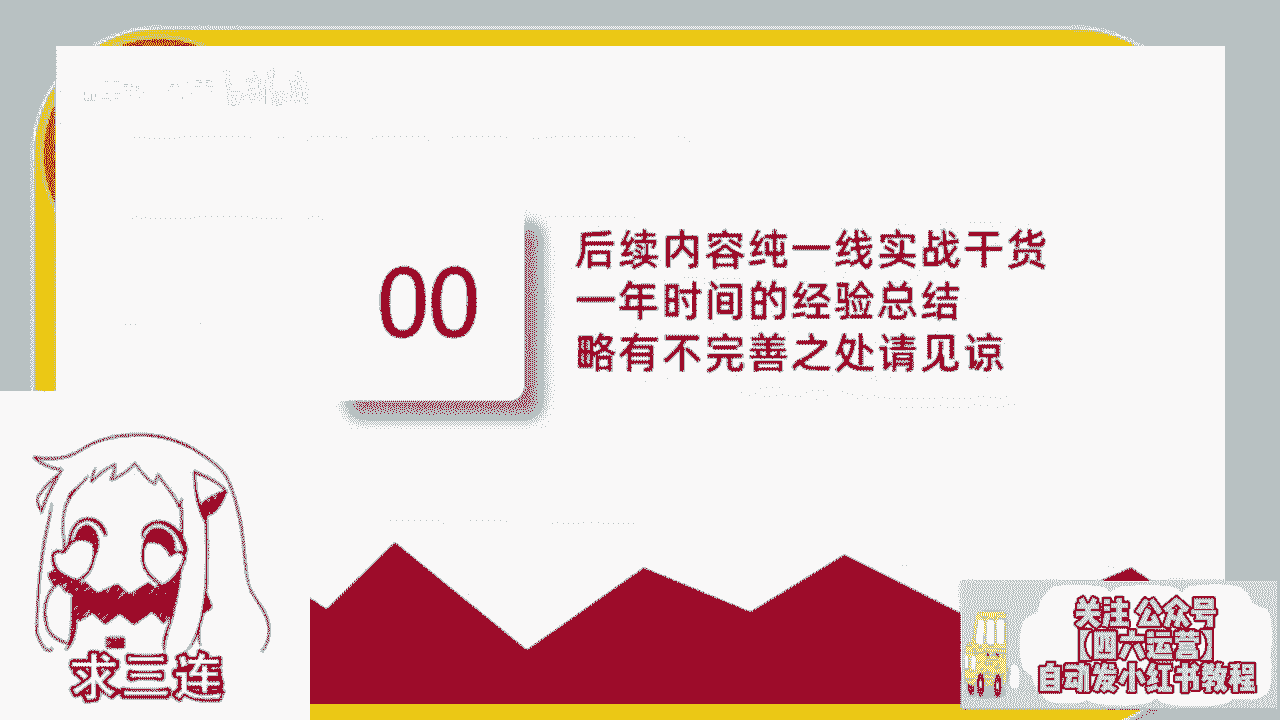 00
后续内容纯一线实战干货
一年时间的经验总结
略有不完善之处请见谅
求三连
关注 公众号
【四六运营】
自动发小红书教程